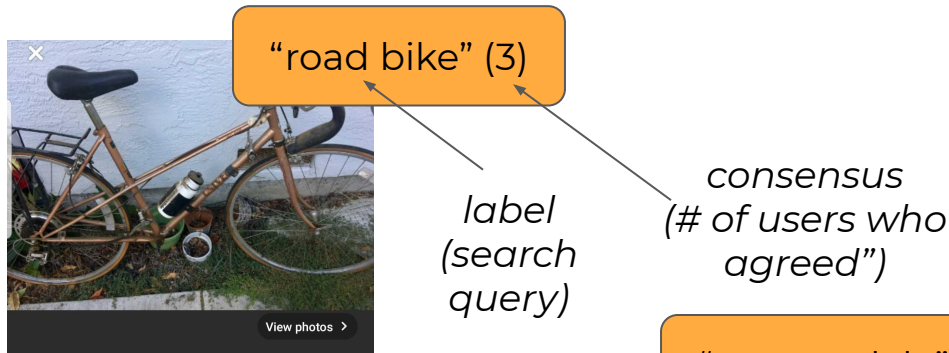 “road bike” (3)
label
(search
query)
consensus
(# of users who
agreed”)
View photos